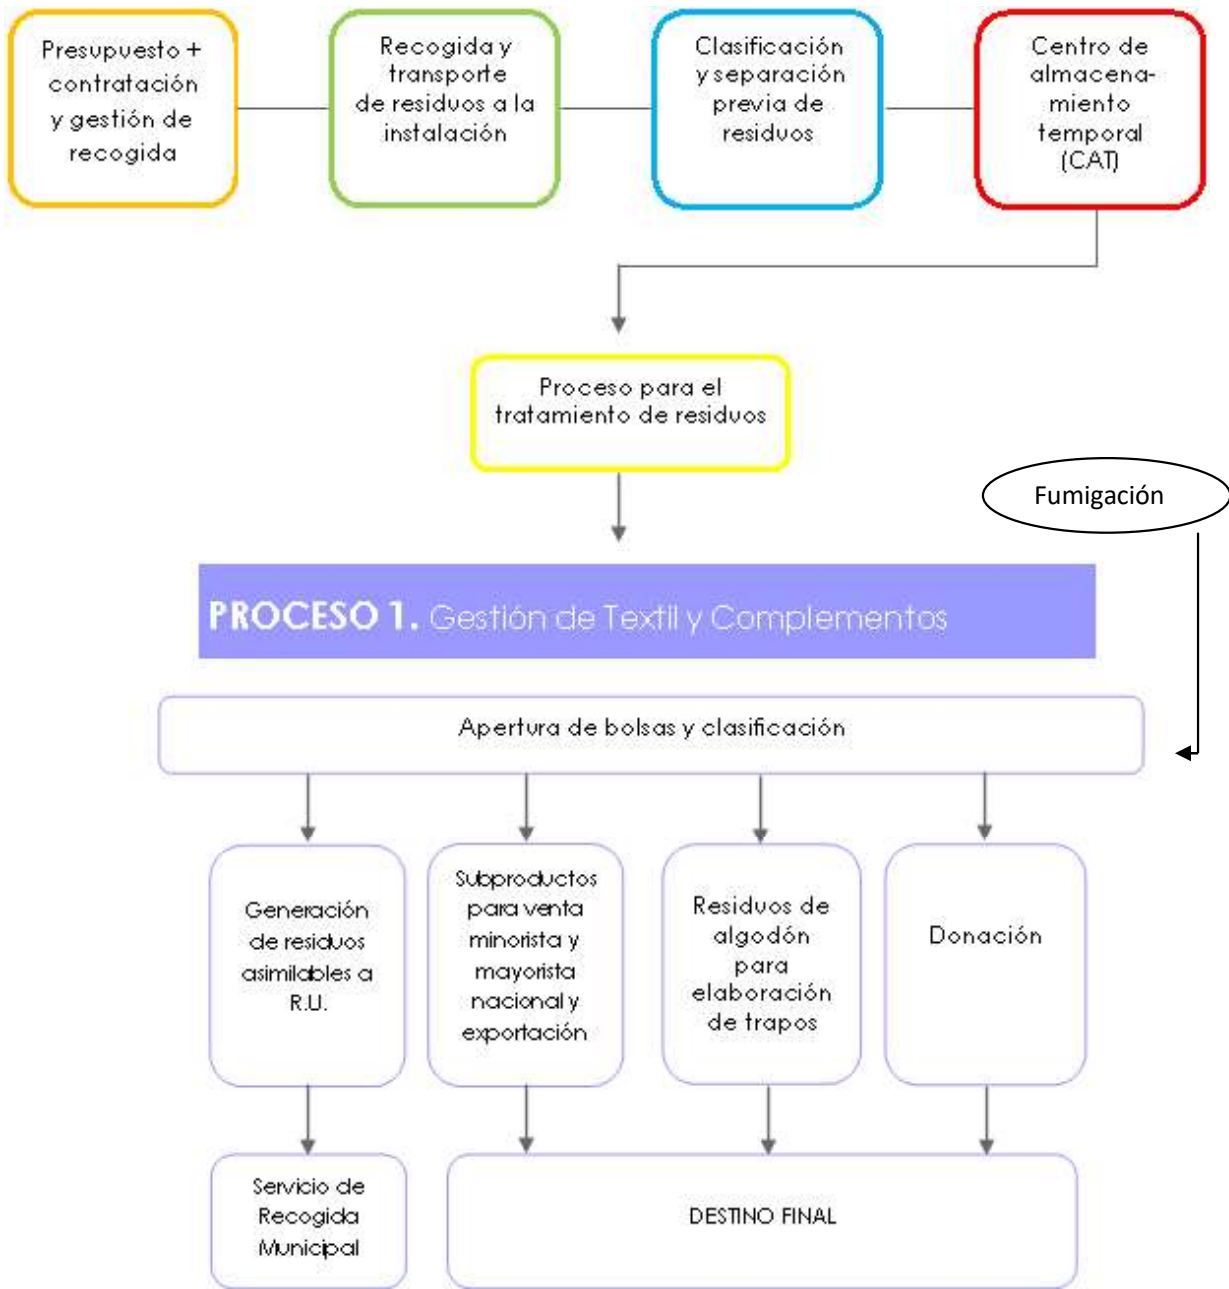 Presupuesto +
contratación
y gestión de
recogida
Recogida y
transporte
de residuos a la
instalación
Clasificación
y separación
previa de
residuos
Centro de
almacena-
miento
temporal
(CAT)
Proceso para el
tratamiento de residuos
Fumigación
PROCESO 1. Gestión de Textil y Complementos
Apertura de bolsas y clasificación
Generación
de residuos
asimilables a
R.U.
Subproductos
para venta
minorista y
mayorista
nacional y
exportación
Residuos de
algodón
para
elaboración
de trapos
Donación
Servicio de
Recogida
Municipal
DESTINO FINAL